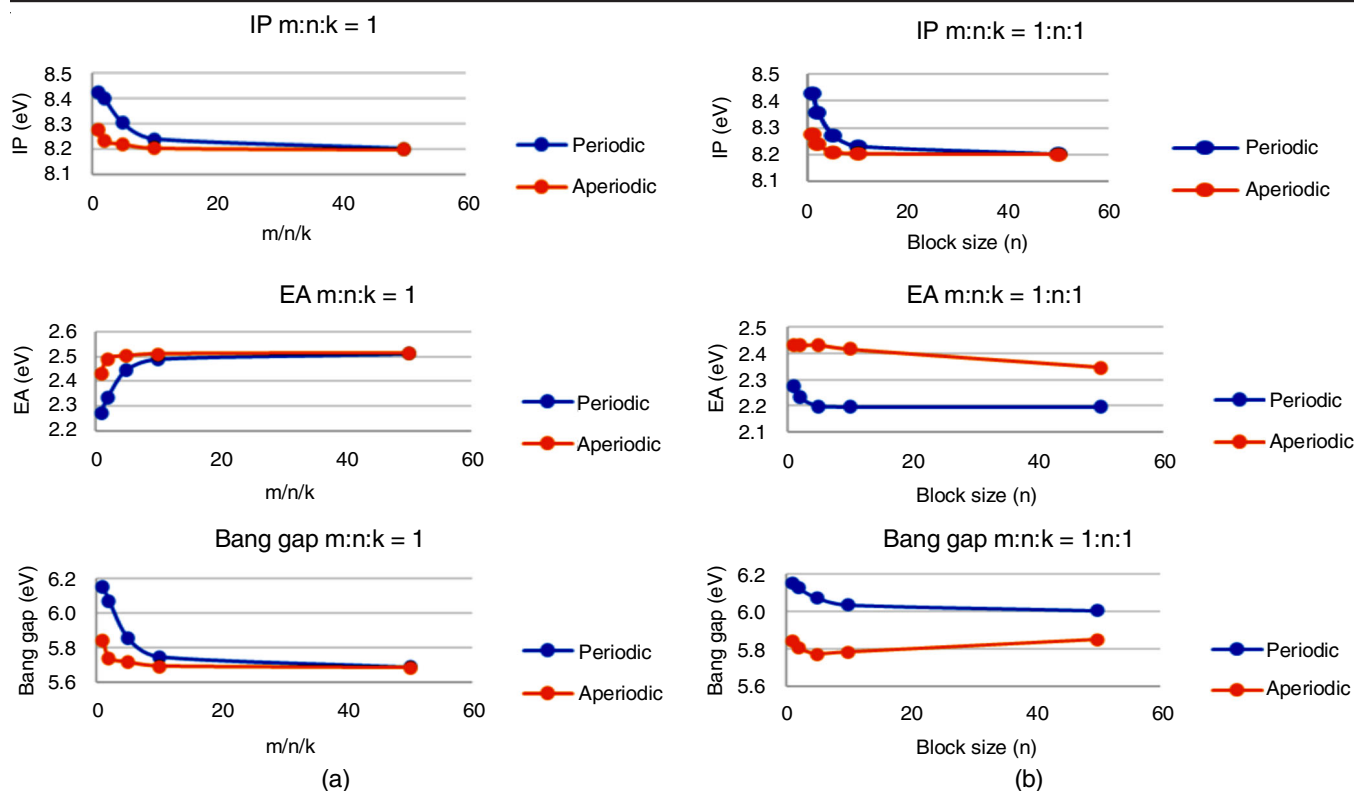 IP m:n:k = 1
IP (eV)
8.5
8.4
8.3
8.2
8.1
0 20 40 60
m/n/k
Periodic
Aperiodic
EA m:n:k = 1
EA (eV)
2.6
2.5
2.4
2.3
2.2
0 20 40 60
m/n/k
Periodic
Aperiodic
Bang gap m:n:k = 1
Bang gap (eV)
6.2
6.0
5.8
5.6
0 20 40 60
m/n/k
Periodic
Aperiodic
(a)
IP m:n:k = 1:n:1
IP (eV)
8.5
8.4
8.3
8.2
8.1
0 20 40 60
Block size (n)
Periodic
Aperiodic
EA m:n:k = 1:n:1
EA (eV)
2.5
2.4
2.3
2.2
2.1
0 20 40 60
Block size (n)
Periodic
Aperiodic
Bang gap m:n:k = 1:n:1
Bang gap (eV)
6.2
6.0
5.8
5.6
0 20 40 60
Block size (n)
Periodic
Aperiodic
(b)